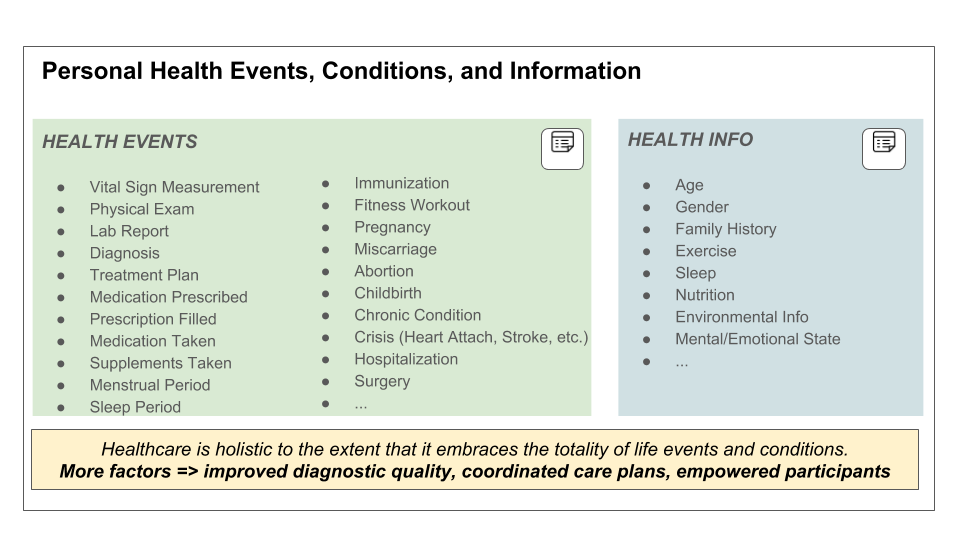 Personal Health Events, Conditions, and Information
HEALTH EVENTS
● Vital Sign Measurement
● Physical Exam
● Lab Report
● Diagnosis
● Treatment Plan
● Medication Prescribed
● Prescription Filled
● Medication Taken
● Supplements Taken
● Menstrual Period
● Sleep Period
● Immunization
● Fitness Workout
● Pregnancy
● Miscarriage
● Abortion
● Childbirth
● Chronic Condition
● Crisis (Heart Attach, Stroke, etc.)
● Hospitalization
● Surgery
● ...
HEALTH INFO
● Age
● Gender
● Family History
● Exercise
● Sleep
● Nutrition
● Environmental Info
● Mental/Emotional State
● ...
Healthcare is holistic to the extent that it embraces the totality of life events and conditions.
More factors => improved diagnostic quality, coordinated care plans, empowered participants